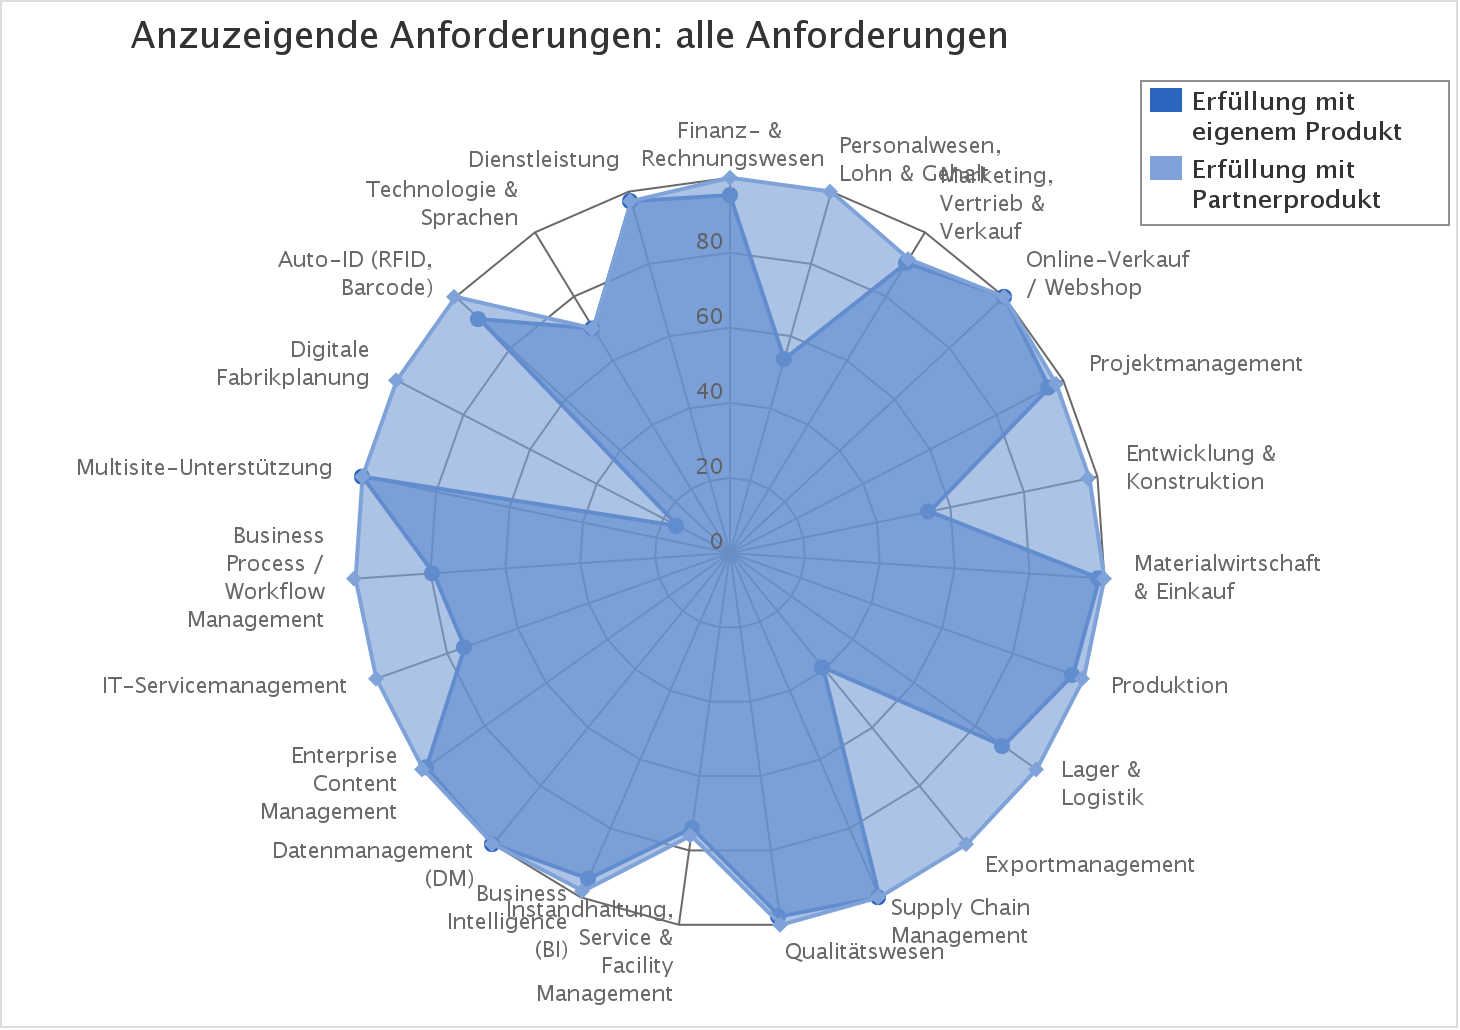 Anzuzeigende Anforderungen: alle Anforderungen
Erfüllung mit
eigenem Produkt
Erfüllung mit
Partnerprodukt
Finanz- &
Rechnungswesen
Personalwesen,
Lohn & Gehalt
Marketing,
Vertrieb &
Verkauf
Online-Verkauf
/ Webshop
Projektmanagement
Entwicklung &
Konstruktion
Materialwirtschaft
& Einkauf
Produktion
Lager &
Logistik
Exportmanagement
Supply Chain
Management
Qualitätswesen
Instandhaltung,
Service &
Facility
Management
Business
Intelligence
(BI)
Datenmanagement
(DM)
Enterprise
Content
Management
IT-Servicemanagement
Business
Process /
Workflow
Management
Multisite-Unterstützung
Digitale
Fabrikplanung
Auto-ID (RFID,
Barcode)
Technologie &
Sprachen
Dienstleistung
80
60
40
20
0